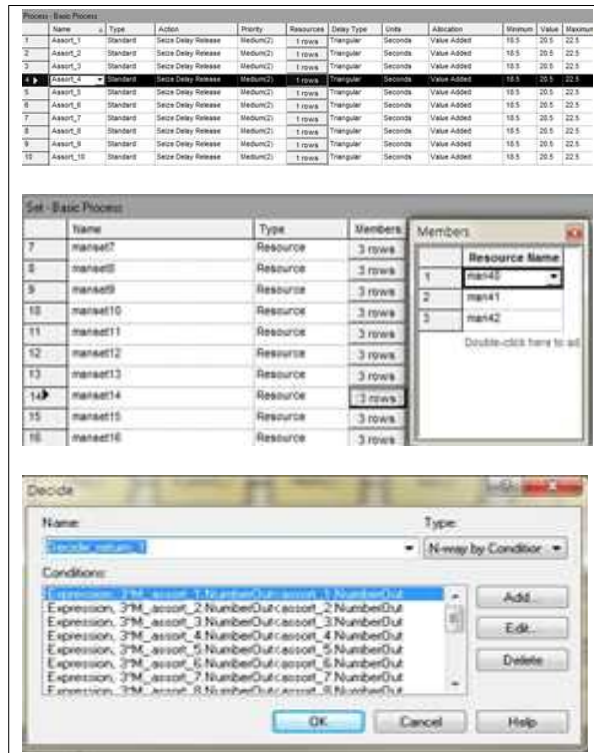 Process - Basic Process
Name Type Action Priority Resources Delay Type Units Allocation Minimum Value Maximum
1 Assort_1 Standard Seize Delay Release Medium(2) 1 rows Triangular Seconds Value Added 18.5 20.5 22.5
2 Assort_2 Standard Seize Delay Release Medium(2) 1 rows Triangular Seconds Value Added 18.5 20.5 22.5
3 Assort_3 Standard Seize Delay Release Medium(2) 1 rows Triangular Seconds Value Added 18.5 20.5 22.5
4 Assort_4 Standard Seize Delay Release Medium(2) 1 rows Triangular Seconds Value Added 18.5 20.5 22.5
5 Assort_5 Standard Seize Delay Release Medium(2) 1 rows Triangular Seconds Value Added 18.5 20.5 22.5
6 Assort_6 Standard Seize Delay Release Medium(2) 1 rows Triangular Seconds Value Added 18.5 20.5 22.5
7 Assort_7 Standard Seize Delay Release Medium(2) 1 rows Triangular Seconds Value Added 18.5 20.5 22.5
8 Assort_8 Standard Seize Delay Release Medium(2) 1 rows Triangular Seconds Value Added 18.5 20.5 22.5
9 Assort_9 Standard Seize Delay Release Medium(2) 1 rows Triangular Seconds Value Added 18.5 20.5 22.5
10 Assort_10 Standard Seize Delay Release Medium(2) 1 rows Triangular Seconds Value Added 18.5 20.5 22.5
Set - Basic Process
Name Type Members
7 manset7 Resource 3 rows
8 manset8 Resource 3 rows
9 manset9 Resource 3 rows
10 manset10 Resource 3 rows
11 manset11 Resource 3 rows
12 manset12 Resource 3 rows
13 manset13 Resource 3 rows
14 manset14 Resource 3 rows
15 manset15 Resource 3 rows
16 manset16 Resource 3 rows
Members
Resource Name
1 man40
2 man41
3 man42
Double-click here to ad
Decide
Name: Type:
Decide_return_1 N-way by Condition
Conditions:
Expression, 3*M_assort_1.NumberOut<assort_1.NumberOut
Expression, 3*M_assort_2.NumberOut<assort_2.NumberOut
Expression, 3*M_assort_3.NumberOut<assort_3.NumberOut
Expression, 3*M_assort_4.NumberOut<assort_4.NumberOut
Expression, 3*M_assort_5.NumberOut<assort_5.NumberOut
Expression, 3*M_assort_6.NumberOut<assort_6.NumberOut
Expression, 3*M_assort_7.NumberOut<assort_7.NumberOut
Expression, 3*M_assort_8.NumberOut<assort_8.NumberOut
Add...
Edit...
Delete
OK Cancel Help